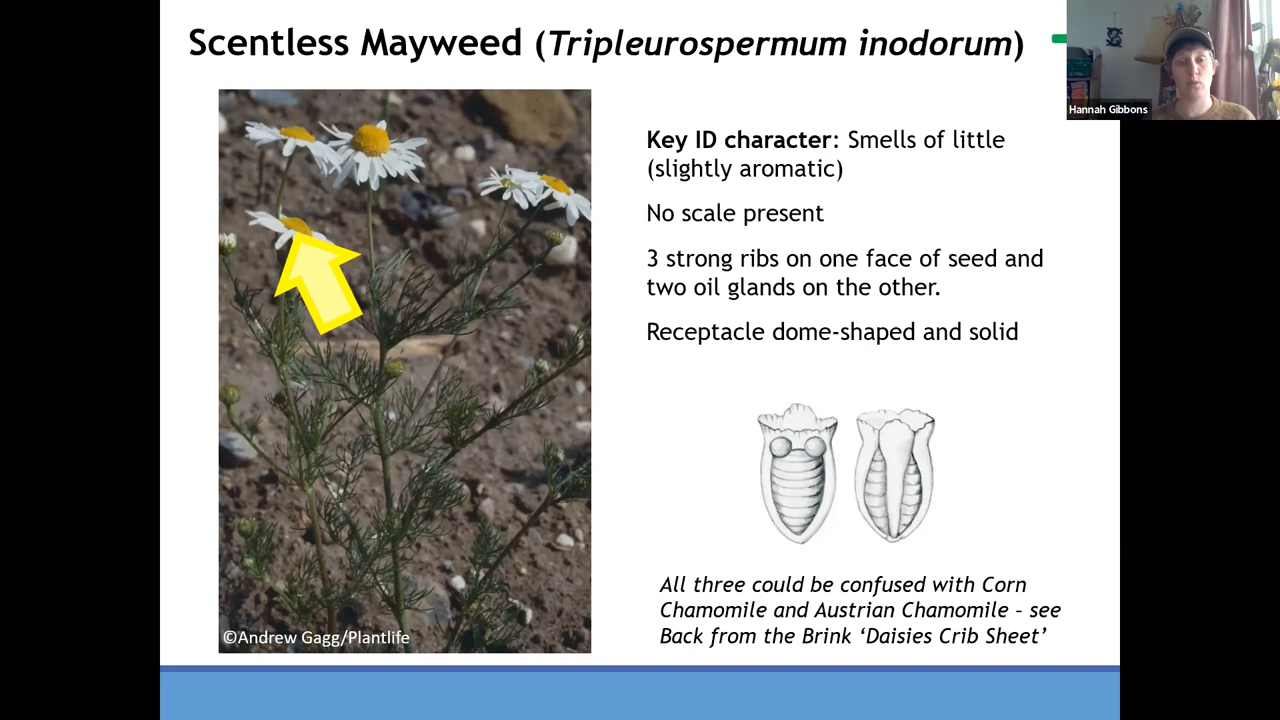 Scentless Mayweed (Tripleurospermum inodorum)
Hannah Gibbons
Key ID character: Smells of little
(slightly aromatic)
No scale present
3 strong ribs on one face of seed and
two oil glands on the other.
Receptacle dome-shaped and solid
All three could be confused with Corn
Chamomile and Austrian Chamomile – see
Back from the Brink ‘Daisies Crib Sheet’
©Andrew Gagg/Plantlife